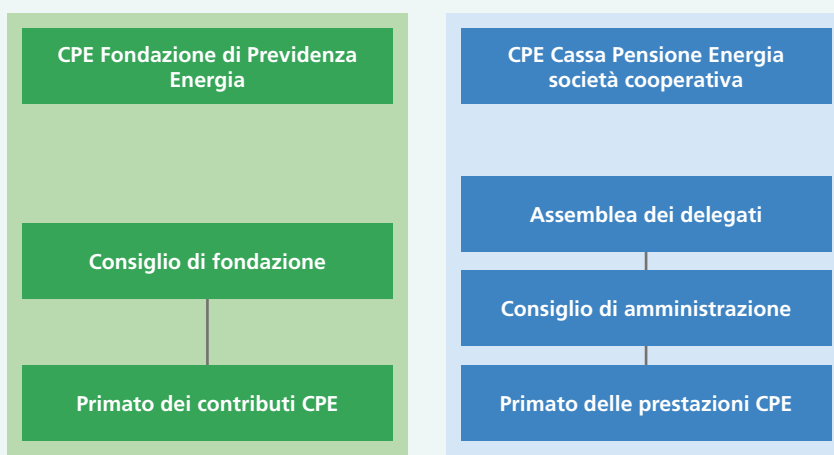 CPE Fondazione di Previdenza
Energia
Consiglio di fondazione
Primato dei contributi CPE
CPE Cassa Pensione Energia
società cooperativa
Assemblea dei delegati
Consiglio di amministrazione
Primato delle prestazioni CPE